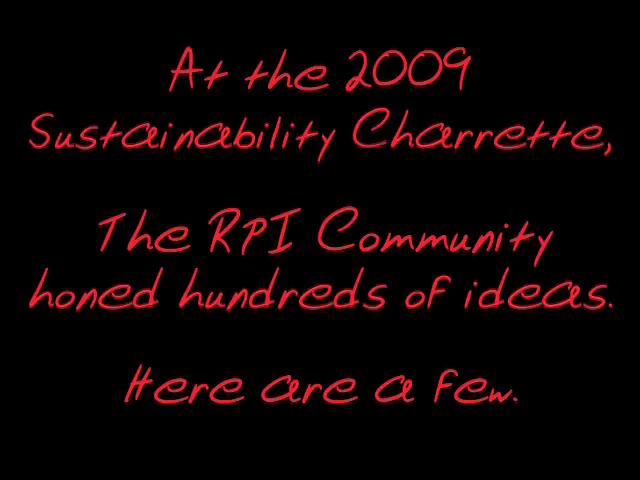 At the 2009
Sustainability Charrette,
The RPI Community
honed hundreds of ideas.
Here are a few.